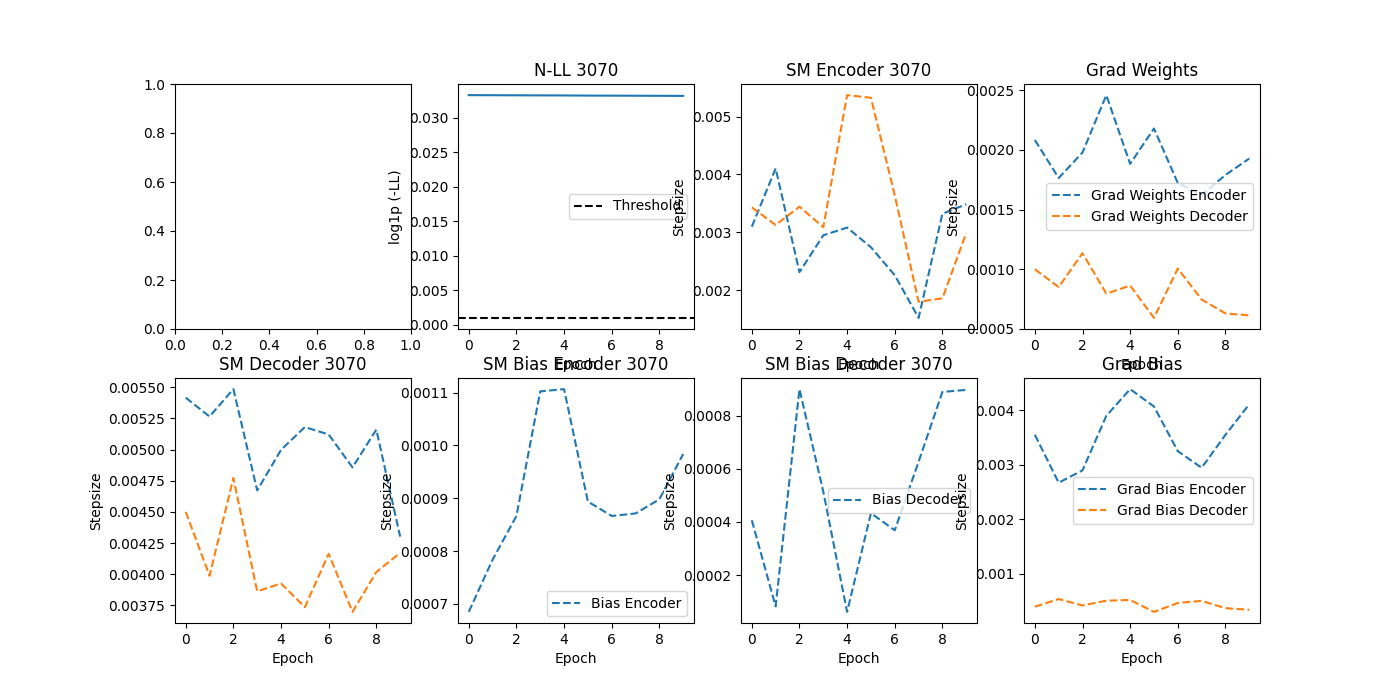 N-LL 3070
SM Encoder 3070
Grad Weights
1.0
0.8
0.6
0.4
0.2
0.0
0.0 0.2 0.4 0.6 0.8 1.0
log1p (-LL)
0.030
0.025
0.020
0.015
0.010
0.005
0.000
Threshold
0 2 4 6 8
Epoch
Stepsize
0.005
0.004
0.003
0.002
0 2 4 6 8
Epoch
Stepsize
0.0025
0.0020
0.0015
0.0010
0.0005
Grad Weights Encoder
Grad Weights Decoder
0 2 4 6 8
Epoch
SM Decoder 3070
SM Bias Encoder 3070
SM Bias Decoder 3070
Grad Bias
Stepsize
0.00550
0.00525
0.00500
0.00475
0.00450
0.00425
0.00400
0.00375
0 2 4 6 8
Epoch
Stepsize
0.0011
0.0010
0.0009
0.0008
0.0007
Bias Encoder
0 2 4 6 8
Epoch
Stepsize
0.0008
0.0006
0.0004
0.0002
Bias Decoder
0 2 4 6 8
Epoch
Stepsize
0.004
0.003
0.002
0.001
Grad Bias Encoder
Grad Bias Decoder
0 2 4 6 8
Epoch